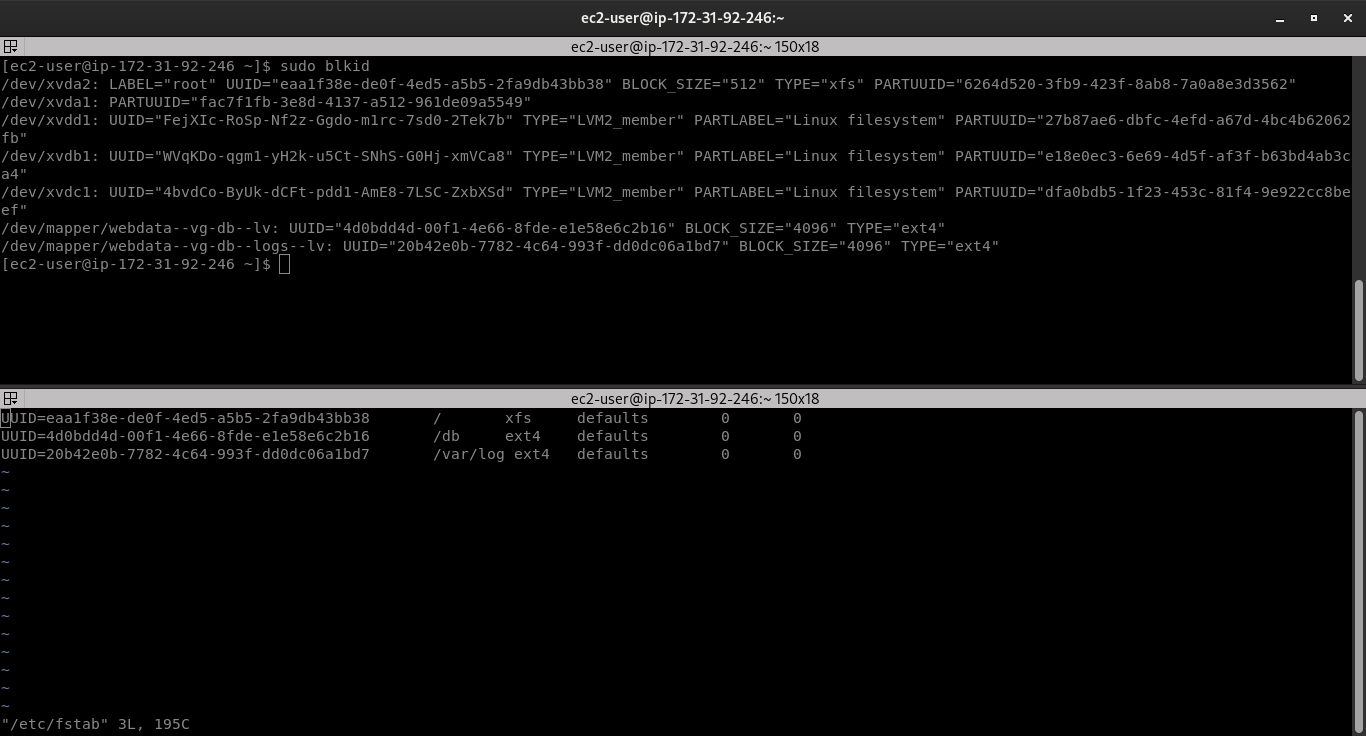 ec2-user@ip-172-31-92-246:~
ec2-user@ip-172-31-92-246:~ 150x18
[ec2-user@ip-172-31-92-246 ~]$ sudo blkid
/dev/xvda2: LABEL="root" UUID="eaa1f38e-de0f-4ed5-a5b5-2fa9db43bb38" BLOCK_SIZE="512" TYPE="xfs" PARTUUID="6264d520-3fb9-423f-8ab8-7a0a8e3d3562"
/dev/xvda1: PARTUUID="fac7f1fb-3e8d-4137-a512-961de09a5549"
/dev/xvdd1: UUID="FejXIc-RoSp-Nf2z-Ggdo-m1rc-7sd0-2Tek7b" TYPE="LVM2_member" PARTLABEL="Linux filesystem" PARTUUID="27b87ae6-dbfc-4efd-a67d-4bc4b62062
fb"
/dev/xvdb1: UUID="WVqKDo-qgm1-yH2k-u5Ct-SNhS-G0Hj-xmVCa8" TYPE="LVM2_member" PARTLABEL="Linux filesystem" PARTUUID="e18e0ec3-6e69-4d5f-af3f-b63bd4ab3c
a4"
/dev/xvdc1: UUID="4bvdCo-ByUk-dCFt-pdd1-AmE8-7LSC-ZxbXSd" TYPE="LVM2_member" PARTLABEL="Linux filesystem" PARTUUID="dfa0bdb5-1f23-453c-81f4-9e922cc8be
ef"
/dev/mapper/webdata--vg-db--lv: UUID="4d0bdd4d-00f1-4e66-8fde-e1e58e6c2b16" BLOCK_SIZE="4096" TYPE="ext4"
/dev/mapper/webdata--vg-db--logs--lv: UUID="20b42e0b-7782-4c64-993f-dd0dc06a1bd7" BLOCK_SIZE="4096" TYPE="ext4"
[ec2-user@ip-172-31-92-246 ~]$
ec2-user@ip-172-31-92-246:~ 150x18
UUID=eaa1f38e-de0f-4ed5-a5b5-2fa9db43bb38       /       xfs     defaults        0       0
UUID=4d0bdd4d-00f1-4e66-8fde-e1e58e6c2b16       /db     ext4    defaults        0       0
UUID=20b42e0b-7782-4c64-993f-dd0dc06a1bd7       /var/log ext4   defaults        0       0
~
~
~
~
~
~
~
~
~
~
~
~
~
~
"/etc/fstab" 3L, 195C